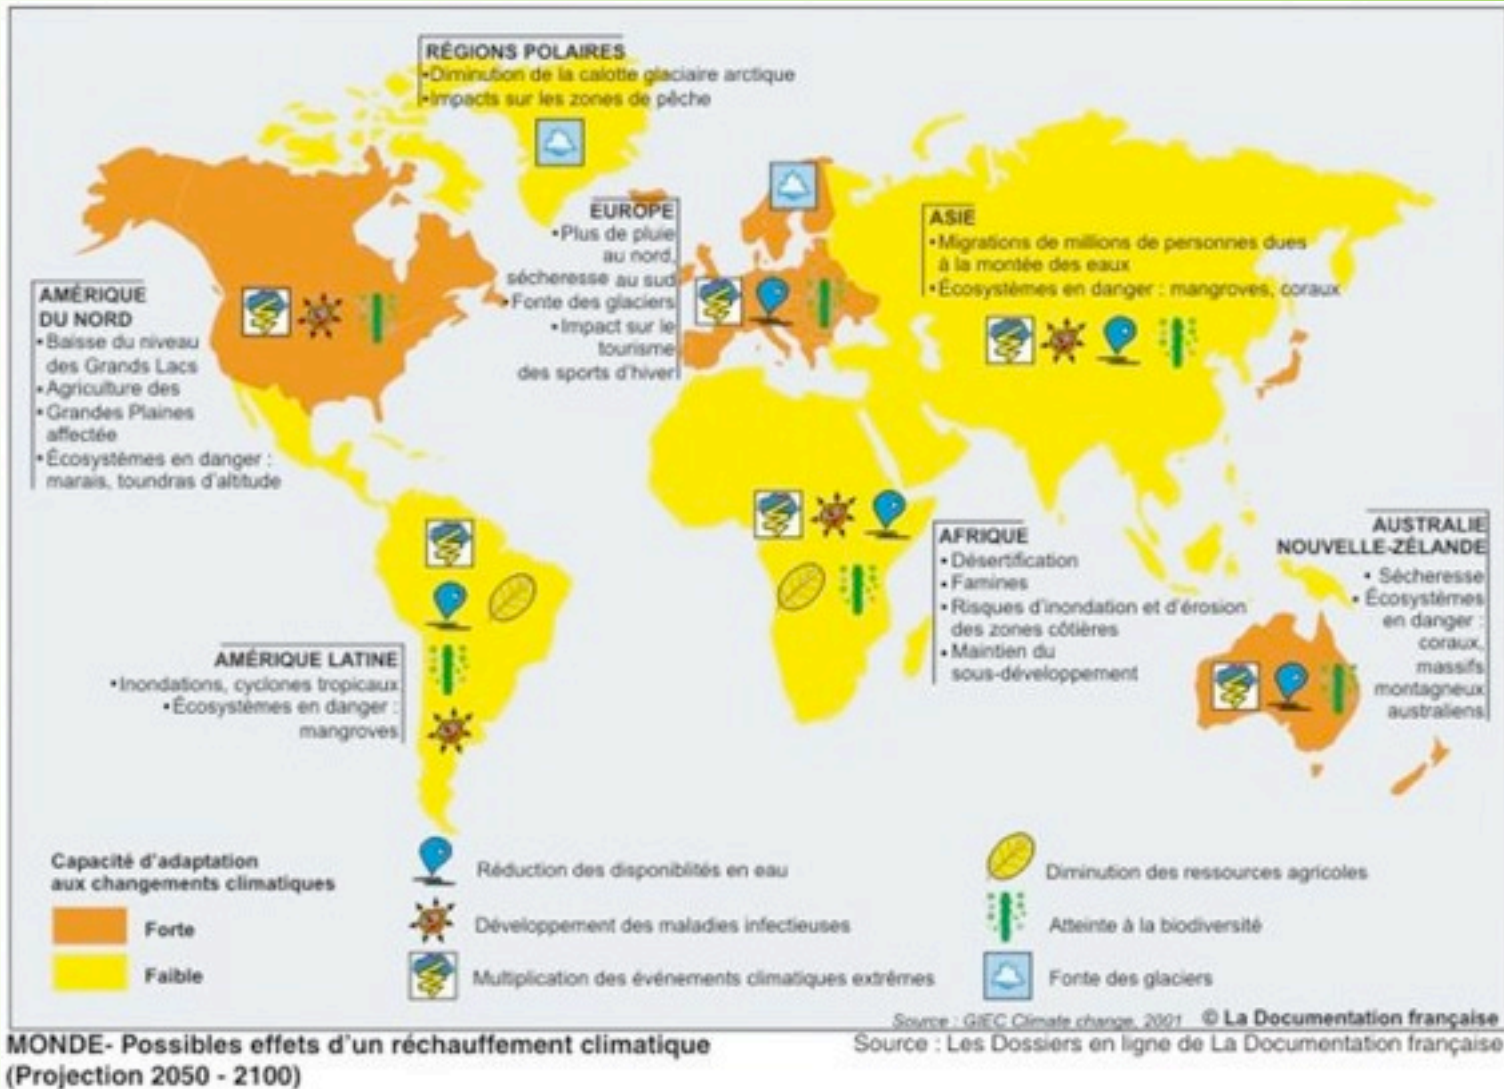 RÉGIONS POLAIRES
•Diminution de la calotte glaciaire arctique
•Impacts sur les zones de pêche
EUROPE
•Plus de pluie
au nord,
sécheresse au sud
•Fonte des glaciers
•Impact sur le
tourisme
des sports d'hiver
ASIE
•Migrations de millions de personnes dues
à la montée des eaux
•Écosystèmes en danger : mangroves, coraux
AMÉRIQUE
DU NORD
•Baisse du niveau
des Grands Lacs
•Agriculture des
•Grandes Plaines
affectée
•Écosystèmes en danger :
marais, toundras d'altitude
AMÉRIQUE LATINE
•Inondations, cyclones tropicaux
•Écosystèmes en danger :
mangroves
AFRIQUE
•Désertification
•Famines
•Risques d'inondation et d'érosion
des zones côtières
•Maintien du
sous-développement
AUSTRALIE
NOUVELLE-ZÉLANDE
•Sécheresse
•Écosystèmes
en danger :
coraux,
massifs
montagneux
australiens
Capacité d'adaptation
aux changements climatiques
Forte
Faible
Réduction des disponiblités en eau
Développement des maladies infectieuses
Multiplication des événements climatiques extrêmes
Diminution des ressources agricoles
Atteinte à la biodiversité
Fonte des glaciers
Source : GIEC Climate change, 2001 © La Documentation française
MONDE- Possibles effets d'un réchauffement climatique
(Projection 2050 - 2100)
Source : Les Dossiers en ligne de La Documentation française